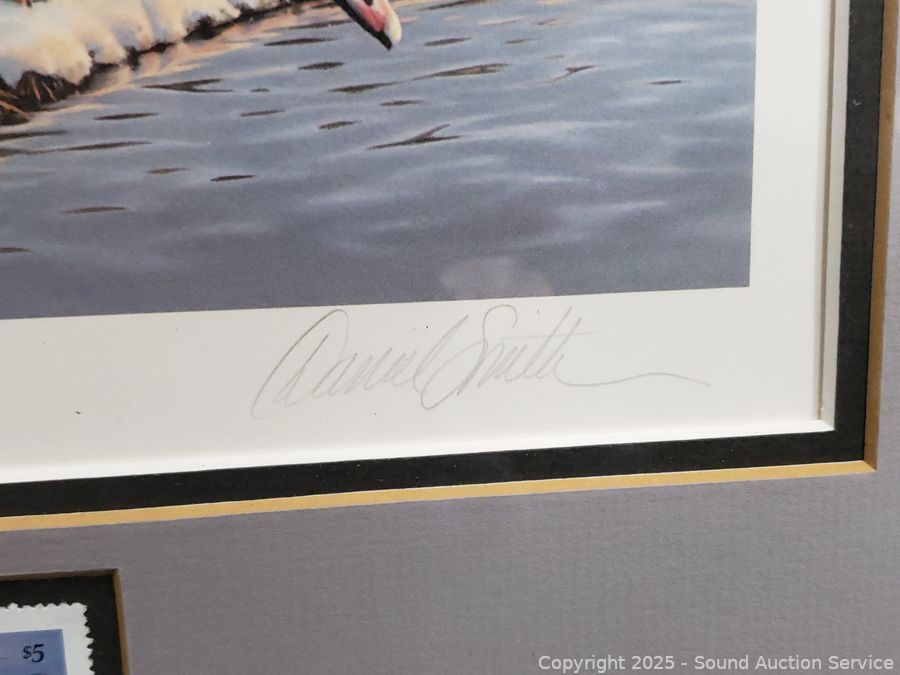 Daniel Smith
$5
Copyright © 2025 - Sound Auction Service